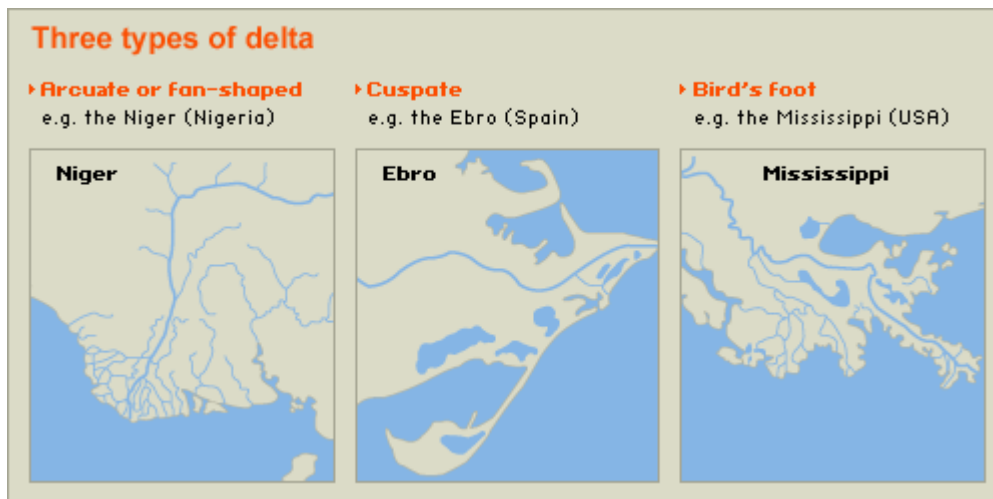 Three types of delta
Arcuate or fan-shaped
e.g. the Niger (Nigeria)
Cuspate
e.g. the Ebro (Spain)
Bird's foot
e.g. the Mississippi (USA)
Niger
Ebro
Mississippi